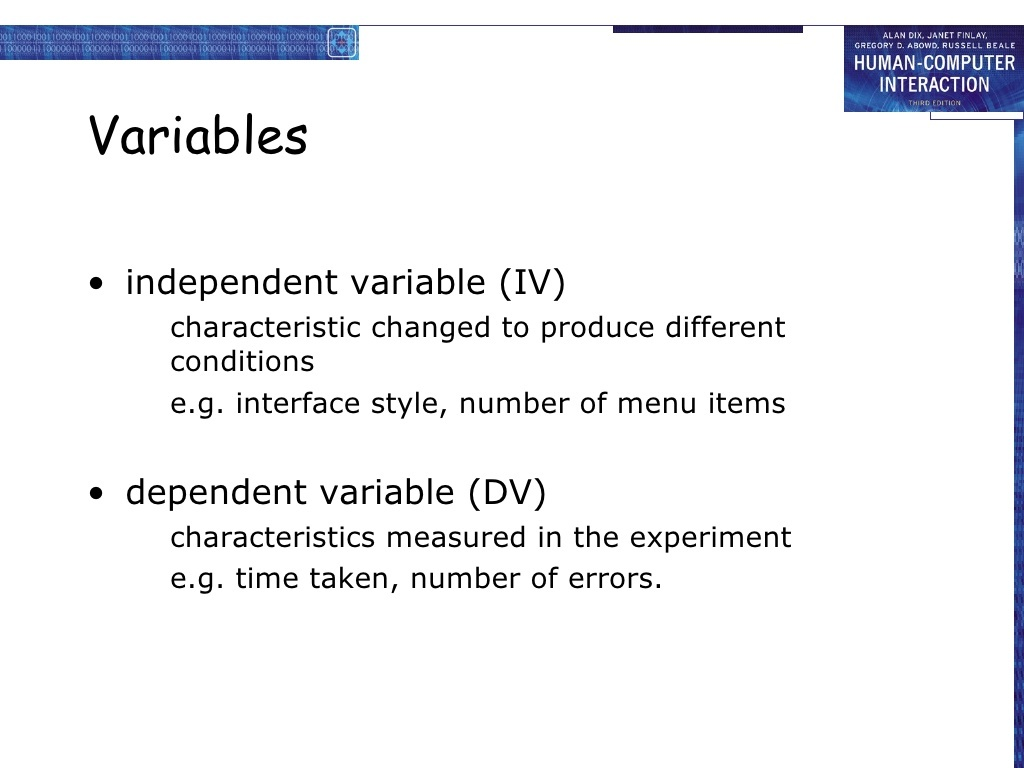 ALAN DIX, JANET FINLAY,
GREGORY D. ABOWD, RUSSELL BEALE
HUMAN-COMPUTER
INTERACTION
THIRD EDITION
Variables
• independent variable (IV)
characteristic changed to produce different
conditions
e.g. interface style, number of menu items
• dependent variable (DV)
characteristics measured in the experiment
e.g. time taken, number of errors.